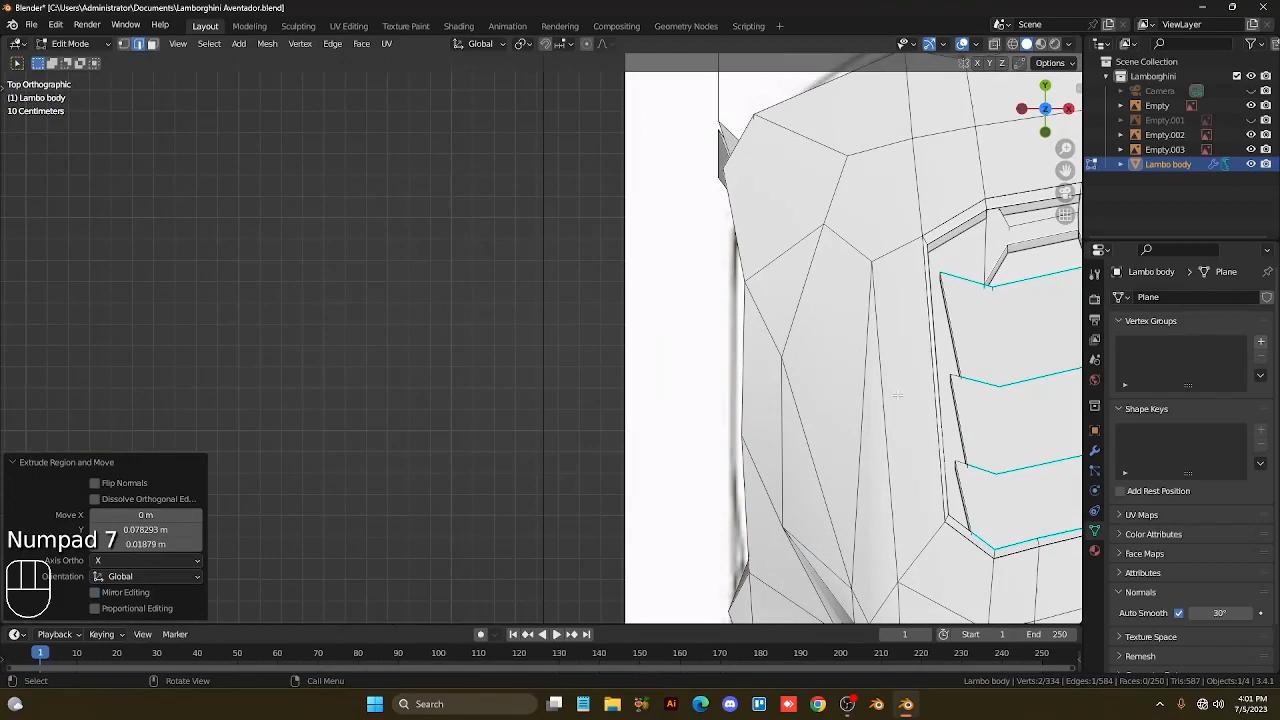 Blender* [C:\Users\Administrator\Documents\Lamborghini Aventador.blend]
File Edit Render Window Help Layout Modeling Sculpting UV Editing Texture Paint Shading Animation Rendering Compositing Geometry Nodes Scripting Scene ViewLayer
Edit Mode View Select Add Mesh Vertex Edge Face UV Global
X Y Z Options
Top Orthographic
(1) Lambo body
10 Centimeters
Y
Z X
Scene Collection
Lamborghini
Camera
Empty
Empty.001
Empty.002
Empty.003
Lambo body
Lambo body Plane
Plane
Vertex Groups
Shape Keys
Add Rest Position
UV Maps
Color Attributes
Face Maps
Attributes
Normals
Auto Smooth 30°
Texture Space
Remesh
Extrude Region and Move
Flip Normals
Dissolve Orthogonal Ed...
Move X 0 m
Y 0.078293 m
0.01879 m
Axis Ortho X
Orientation Global
Mirror Editing
Proportional Editing
Numpad 7
Playback Keying View Marker 1 Start 1 End 250
1 10 20 30 40 50 60 70 80 90 100 110 120 130 140 150 160 170 180 190 200 210 220 230 240 250
Select Rotate View Call Menu Lambo body | Verts:2/334 | Edges:1/584 | Faces:0/250 | Tris:587 | Objects:1/4 | 3.4.1
Search
Ai
4:01 PM
7/5/2023